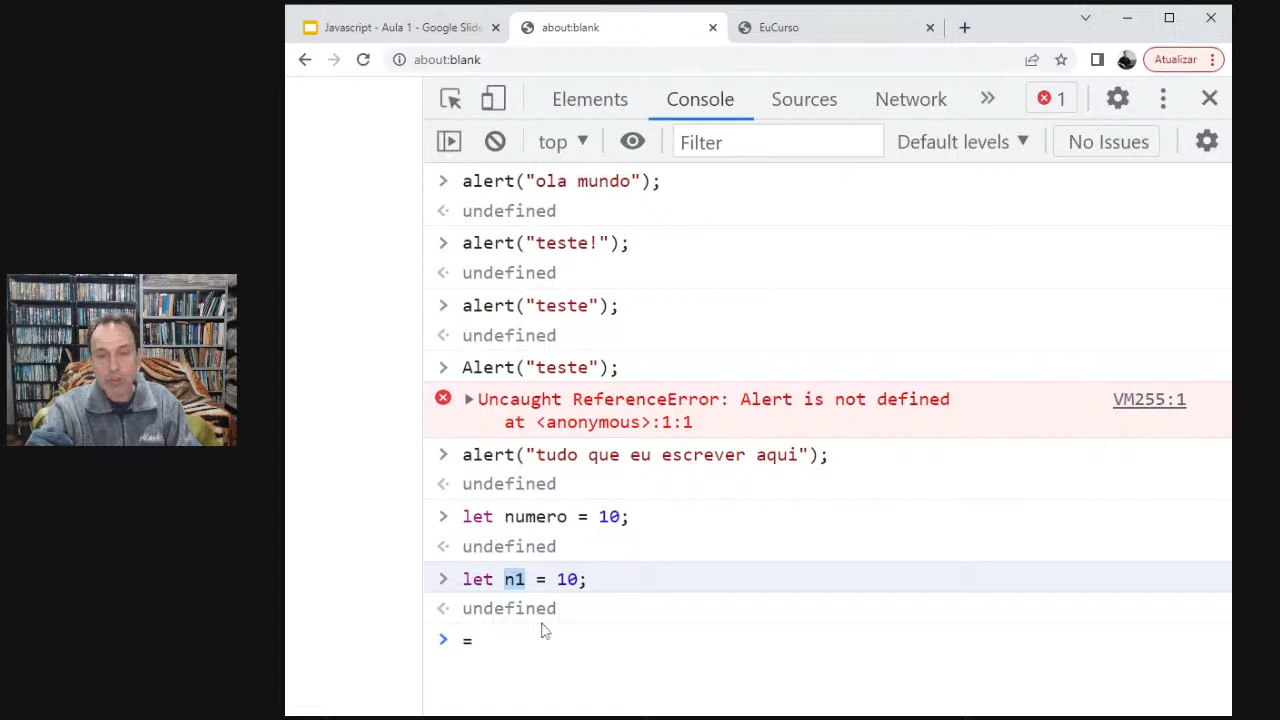 Javascript - Aula 1 - Google Slide
about:blank
EuCurso
about:blank
Atualizar
Elements
Console
Sources
Network
1
top
Filter
Default levels
No Issues
> alert("ola mundo");
undefined
> alert("teste!");
undefined
> alert("teste");
undefined
> Alert("teste");
Uncaught ReferenceError: Alert is not defined
at <anonymous>:1:1
VM255:1
> alert("tudo que eu escrever aqui");
undefined
> let numero = 10;
undefined
> let n1 = 10;
undefined
> =